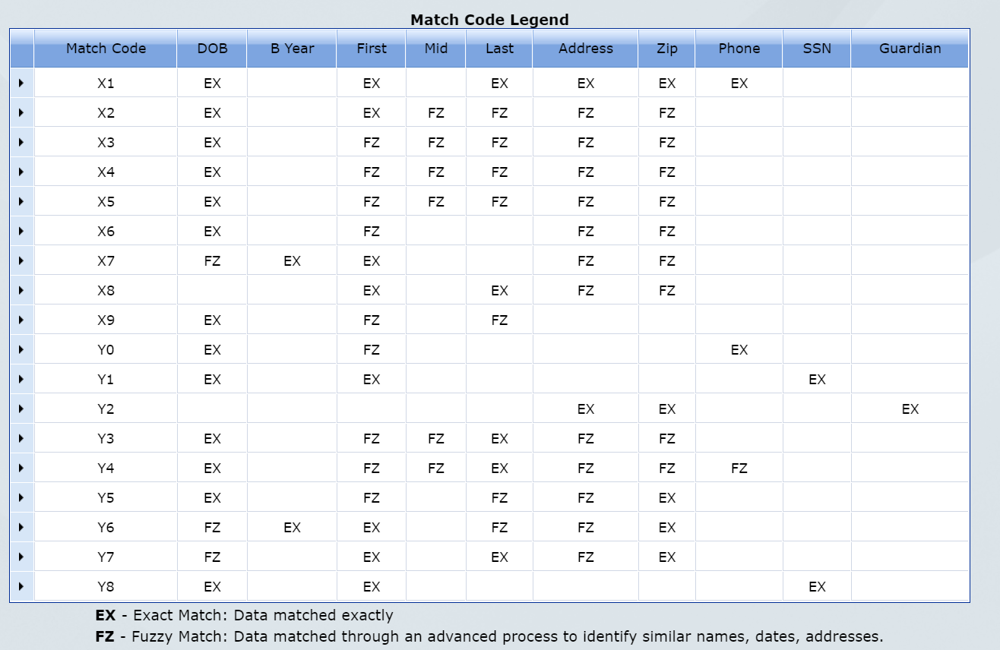 Match Code Legend
Match Code DOB B Year First Mid Last Address Zip Phone SSN Guardian
X1 EX EX EX EX EX EX
X2 EX EX FZ FZ FZ FZ
X3 EX FZ FZ FZ FZ FZ
X4 EX FZ FZ FZ FZ FZ
X5 EX FZ FZ FZ FZ FZ
X6 EX FZ FZ FZ
X7 FZ EX EX FZ FZ
X8 EX EX FZ FZ
X9 EX FZ FZ
Y0 EX FZ EX
Y1 EX EX EX
Y2 EX EX EX
Y3 EX FZ FZ EX FZ FZ
Y4 EX FZ FZ EX FZ FZ FZ
Y5 EX FZ FZ FZ EX
Y6 FZ EX EX FZ FZ EX
Y7 FZ EX EX FZ EX
Y8 EX EX EX
EX - Exact Match: Data matched exactly
FZ - Fuzzy Match: Data matched through an advanced process to identify similar names, dates, addresses.